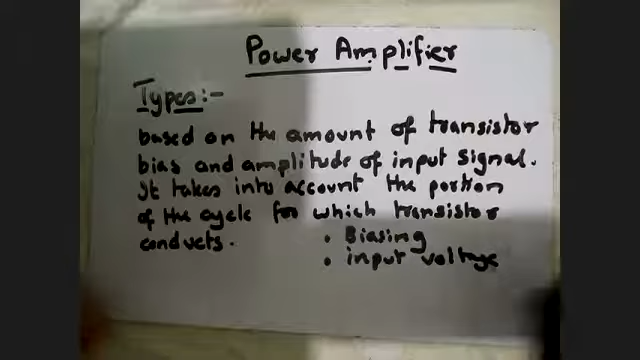 Power Amplifier
Types:-
based on the amount of transistor
bias and amplitude of input signal.
It takes into account the portion
of the cycle for which transistor
conducts.
• Biasing
• input voltage